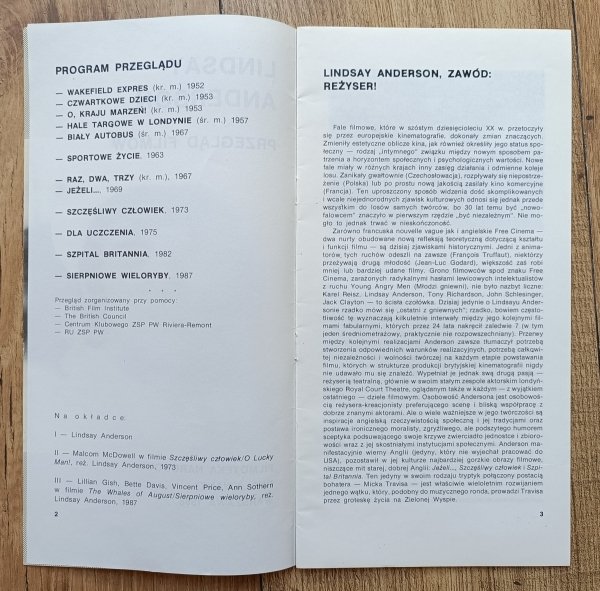 PROGRAM PRZEGLĄDU
— WAKEFIELD EXPRES (kr. m.) 1952
— CZWARTKOWE DZIECI (kr. m.) 1953
— O, KRAJU MARZEŃ! (kr. m.) 1953
— HALE TARGOWE W LONDYNIE (śr. m.) 1957
— BIAŁY AUTOBUS (śr. m.) 1967
— SPORTOWE ŻYCIE, 1963
— RAZ, DWA, TRZY (kr. m.), 1967
— JEŻELI..., 1969
— SZCZĘŚLIWY CZŁOWIEK. 1973
— DLA UCZCZENIA, 1975
— SZPITAL BRITANNIA, 1982
— SIERPNIOWE WIELORYBY, 1987
. . .
Przegląd zorganizowany przy pomocy:
— British Film Institute
— The British Council
— Centrum Klubowego ZSP PW Riviera-Remont
— RU ZSP PW
Na okładce:
I — Lindsay Anderson
II — Malcom McDowell w filmie Szczęśliwy człowiek/O Lucky
Man!, reż. Lindsay Anderson, 1973
III — Lillian Gish, Bette Davis, Vincent Price, Ann Sothern
w filmie The Whales of August/Sierpniowe wieloryby, reż.
Lindsay Anderson, 1987
2
LINDSAY ANDERSON, ZAWÓD:
REŻYSER!
Fale filmowe, które w szóstym dziesięcioleciu XX w. przetoczyły
się przez europejskie kinematografie, dokonały zmian znaczących.
Zmieniły estetyczne oblicze kina, jak również określiły jego status spo-
łeczny — rodzaj „intymnego” związku między nowym sposobem pa-
trzenia a horyzontem społecznych i psychologicznych wartości. Nowe
fale miały w różnych krajach inny zasięg działania i odmienne koleje
losu. Zanikały gwałtownie (Czechosłowacja), rozpływały się niepostrze-
żenie (Polska) lub po prostu nową jakością zasilały kino komercyjne
(Francja). Ten uproszczony sposób widzenia dość skomplikowanych
i wcale niejednorodnych zjawisk kulturowych odnosi się jednak przede
wszystkim do losów samych twórców, bo 30 lat temu być „nowo-
falowcem” znaczyło w pierwszym rzędzie „być niezależnym”. Nie mo-
gło to jednak trwać w nieskończoność.
Zarówno francuska nouvelle vague jak i angielskie Free Cinema —
dwa nurty obudowane nową refleksją teoretyczną dotyczącą kształtu
i funkcji filmu — są dzisiaj zjawiskami historycznymi. Jedni z anima-
torów tych ruchów odeszli na zawsze (François Truffaut), niektórzy
przeżywają drugą młodość (Jean-Luc Godard), większość zaś robi
mniej lub bardziej udane filmy. Grono filmowców spod znaku Free
Cinema, zarażonych radykalnymi hasłami lewicowych intelektualistów
z ruchu Young Angry Men (Młodzi gniewni), nie było nazbyt liczne:
Karel Reisz, Lindsay Anderson, Tony Richardson, John Schlesinger,
Jack Clayton — to ścisła czołówka. Dzisiaj jedynie o Lindsayu Ander-
sonie rzadko mówi się „ostatni z gniewnych”; rzadko, bowiem często-
tliwość tę wyznaczają kilkuletnie interwały między jego kolejnymi fil-
mami fabularnymi, których przez 24 lata nakręcił zaledwie 7 (w tym
jeden średniometrażowy, praktycznie nie rozpowszechniany). Przerwy
między kolejnymi realizacjami Anderson zawsze tłumaczył potrzebą
stworzenia odpowiednich warunków realizacyjnych, potrzebą całkowi-
tej niezależności i wolności twórczej na każdym etapie powstawania
filmu, których w strukturze produkcji brytyjskiej kinematografii nigdy
nie udawało mu się znaleźć. Wypełniał je jednak swą drugą pasją —
reżyserią teatralną, głównie w swoim stałym zespole aktorskim londyń-
skiego Royal Court Theatre, oglądanym także w każdym — z wyjątkiem
ostatniego — dziele filmowym. Osobowość Andersona jest osobowoś-
cią reżysera-kreacjonisty preferującego scenę i bliską współpracę z
dobrze znanymi aktorami. Ale o wiele ważniejsze w jego twórczości są
inspiracje angielską rzeczywistością społeczną i jej tradycjami oraz
postawa ironicznego moralisty, zgryźliwego, ale podszytego humorem
sceptyka podsuwającego swoje krzywe zwierciadło jednostce i zbioro-
wości wraz z jej skostniałymi instytucjami społecznymi. Anderson ma-
nifestacyjnie wierny Anglii (jedyny, który nie wyjechał pracować do
USA), pozostawił w jej kulturze najbardziej gorzkie obrazy filmowe,
niszczące mit starej, dobrej Anglii: Jeżeli..., Szczęśliwy człowiek i Szpi-
tal Britannia. Ten jedyny w swoim rodzaju tryptyk połączony postacią
bohatera — Micka Travisa — jest właściwie wieloletnim rozwijaniem
jednego wątku, który, podobny do muzycznego ronda, prowadzi Travisa
przez groteskę życia na Zielonej Wyspie.
3